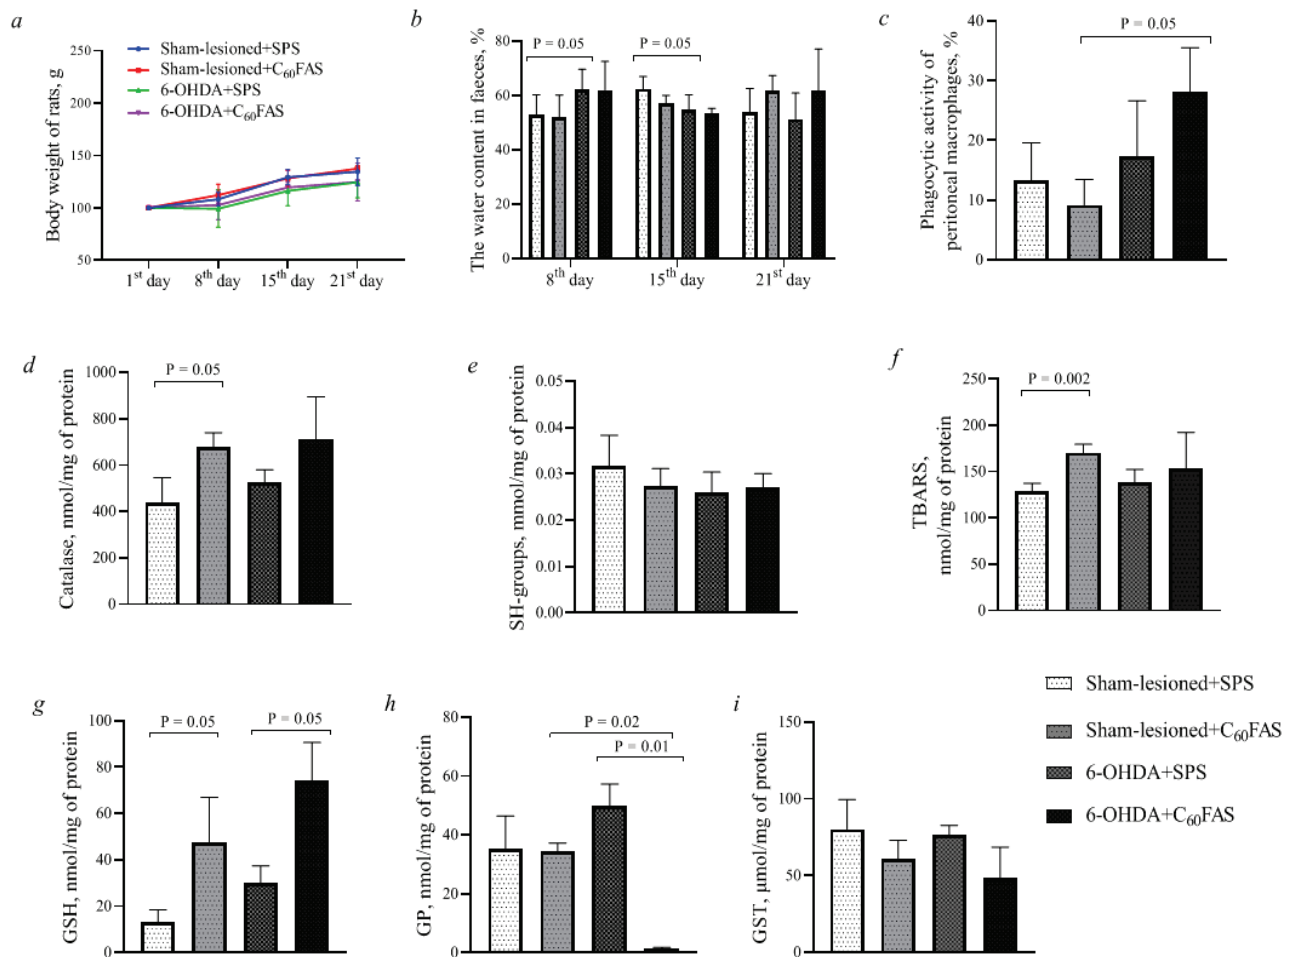 a
Body weight of rats, g
250
200
150
100
50
1st day
8th day
15th day
21st day
Sham-lesioned+SPS
Sham-lesioned+C60FAS
6-OHDA+SPS
6-OHDA+C60FAS
b
The water content in faeces, %
80
60
40
20
0
P = 0.05
P = 0.05
8th day
15th day
21st day
c
Phagocytic activity of
peritoneal macrophages, %
40
30
20
10
0
P = 0.05
d
Catalase, nmol/mg of protein
1000
800
600
400
200
0
P = 0.05
e
SH-groups, mmol/mg of protein
0.05
0.04
0.03
0.02
0.01
0.00
f
TBARS,
nmol/mg of protein
250
200
150
100
50
0
P = 0.002
g
GSH, nmol/mg of protein
100
80
60
40
20
0
P = 0.05
P = 0.05
h
GP, nmol/mg of protein
80
60
40
20
0
P = 0.02
P = 0.01
i
GST, μmol/mg of protein
150
100
50
0
Sham-lesioned+SPS
Sham-lesioned+C60FAS
6-OHDA+SPS
6-OHDA+C60FAS